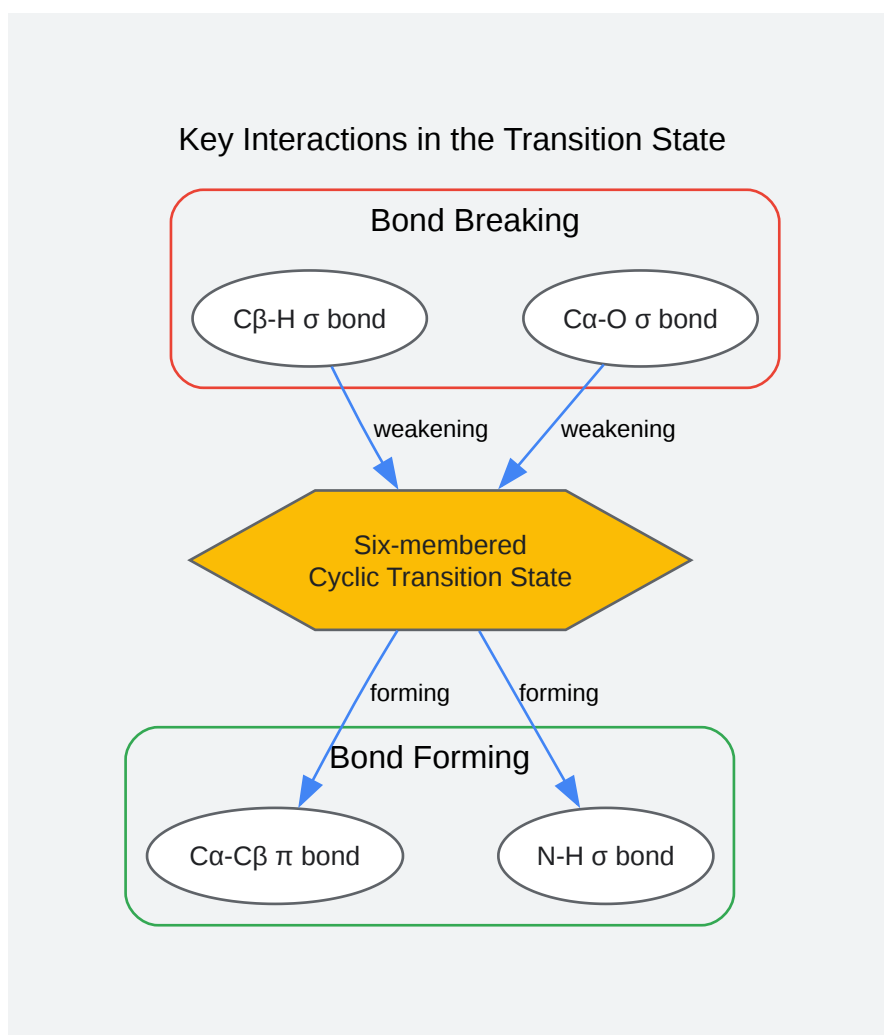 Key Interactions in the Transition State
Bond Breaking
Cβ-H σ bond
Cα-O σ bond
weakening
weakening
Six-membered
Cyclic Transition State
forming
forming
Bond Forming
Cα-Cβ π bond
N-H σ bond